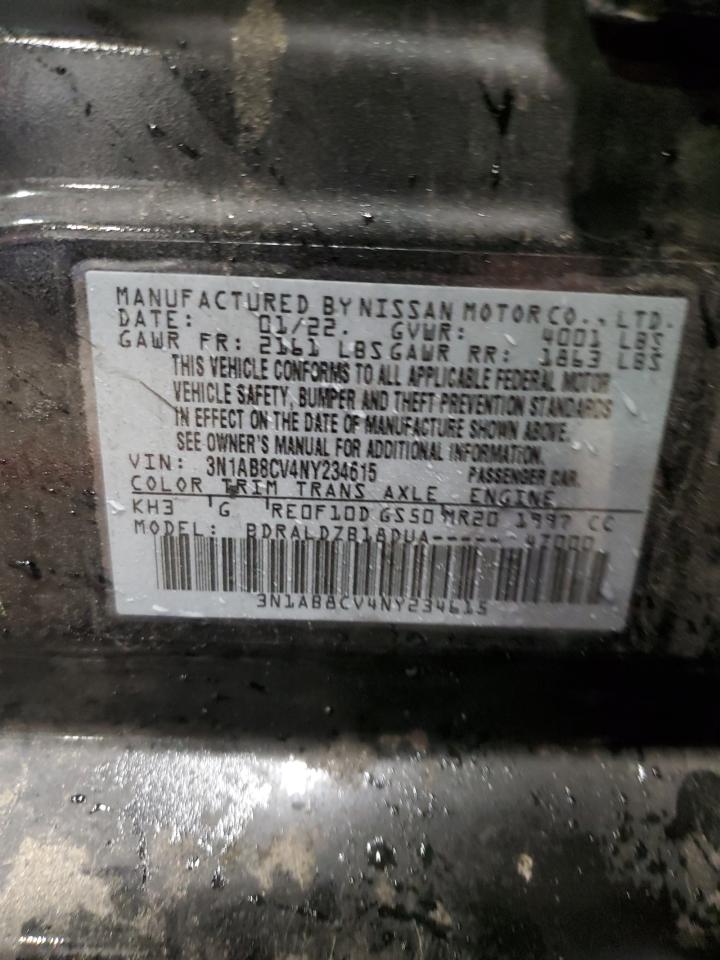 MANUFACTURED BY NISSAN MOTOR CO., LTD.
DATE: 01/22. GVWR: 4001 LBS
GAWR FR: 2161 LBS GAWR RR: 1863 LBS
THIS VEHICLE CONFORMS TO ALL APPLICABLE FEDERAL MOTOR
VEHICLE SAFETY, BUMPER AND THEFT PREVENTION STANDARDS
IN EFFECT ON THE DATE OF MANUFACTURE SHOWN ABOVE.
SEE OWNER'S MANUAL FOR ADDITIONAL INFORMATION.
VIN: 3N1AB8CV4NY234615 PASSENGER CAR.
COLOR TRIM TRANS AXLE ENGINE
KH3 G RE0F10D GS50 MR20 1997 CC
MODEL: BDRALDZB18DUA----- 47000
3N1AB8CV4NY234615